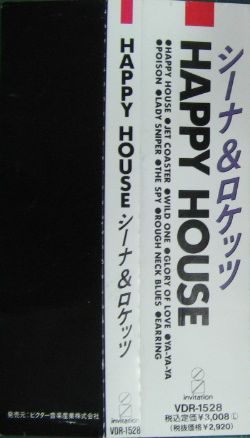 シーナ&ロケッツ
HAPPY HOUSE
●HAPPY HOUSE ●JET COASTER ●WILD ONE ●GLORY OF LOVE ●YA-YA-YA
●POISON ●LADY SNIPER ●THE SPY ●ROUGH NECK BLUES ●EARRING
invitation
VDR-1528
税込定価¥3,008 Ⓛ
(税抜価格¥2,920)
HAPPY HOUSE シーナ&ロケッツ
invitation
VDR-1528
発売元:ビクター音楽産業株式会社